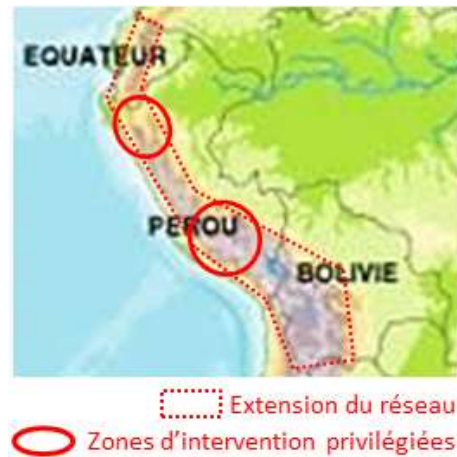 EQUATEUR
PEROU
BOLIVIE
Extension du réseau
Zones d'intervention privilégiées